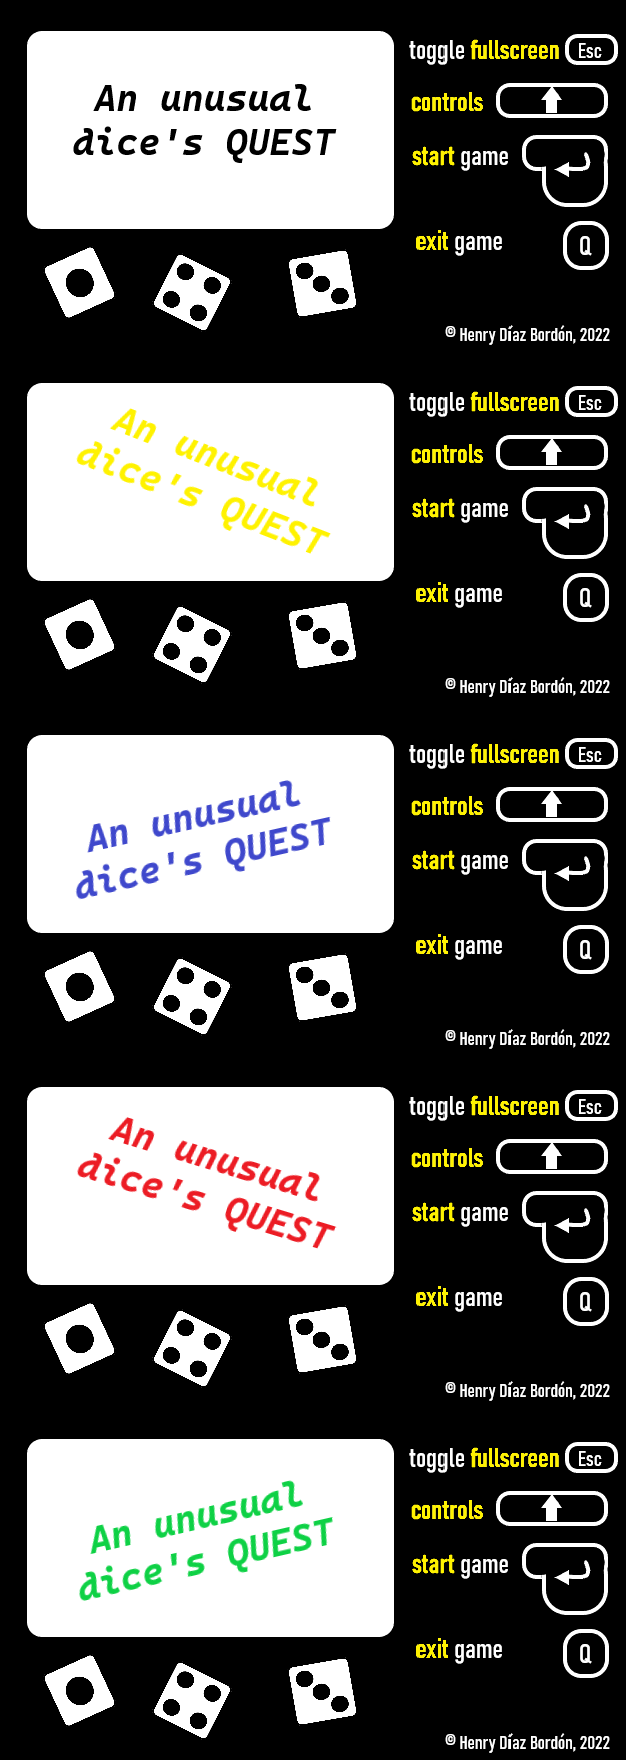 An unusual
dice's QUEST
toggle fullscreen Esc
controls
start game
exit game Q
© Henry Díaz Bordón, 2022
An unusual
dice's QUEST
toggle fullscreen Esc
controls
start game
exit game Q
© Henry Díaz Bordón, 2022
An unusual
dice's QUEST
toggle fullscreen Esc
controls
start game
exit game Q
© Henry Díaz Bordón, 2022
An unusual
dice's QUEST
toggle fullscreen Esc
controls
start game
exit game Q
© Henry Díaz Bordón, 2022
An unusual
dice's QUEST
toggle fullscreen Esc
controls
start game
exit game Q
© Henry Díaz Bordón, 2022